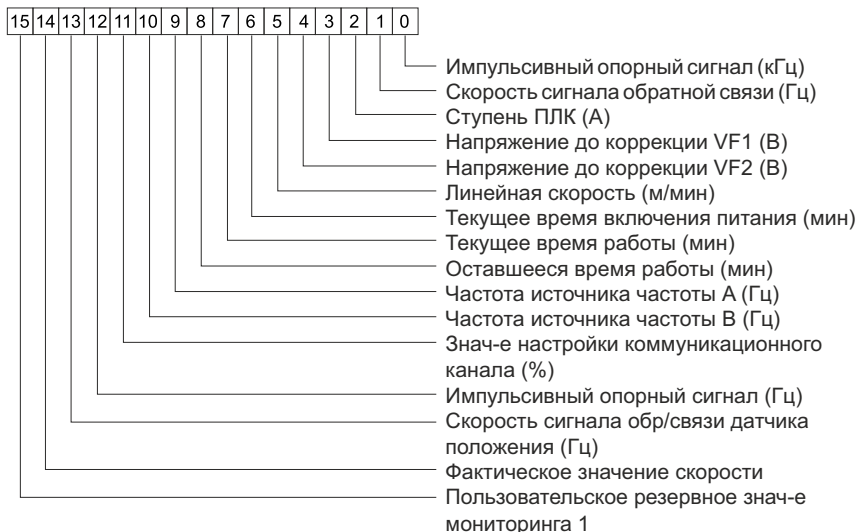 15 14 13 12 11 10 9 8 7 6 5 4 3 2 1 0
Импульсивный опорный сигнал (кГц)
Скорость сигнала обратной связи (Гц)
Ступень ПЛК (А)
Напряжение до коррекции VF1 (В)
Напряжение до коррекции VF2 (В)
Линейная скорость (м/мин)
Текущее время включения питания (мин)
Текущее время работы (мин)
Оставшееся время работы (мин)
Частота источника частоты А (Гц)
Частота источника частоты В (Гц)
Знач-е настройки коммуникационного
канала (%)
Импульсивный опорный сигнал (Гц)
Скорость сигнала обр/связи датчика
положения (Гц)
Фактическое значение скорости
Пользовательское резервное знач-е
мониторинга 1